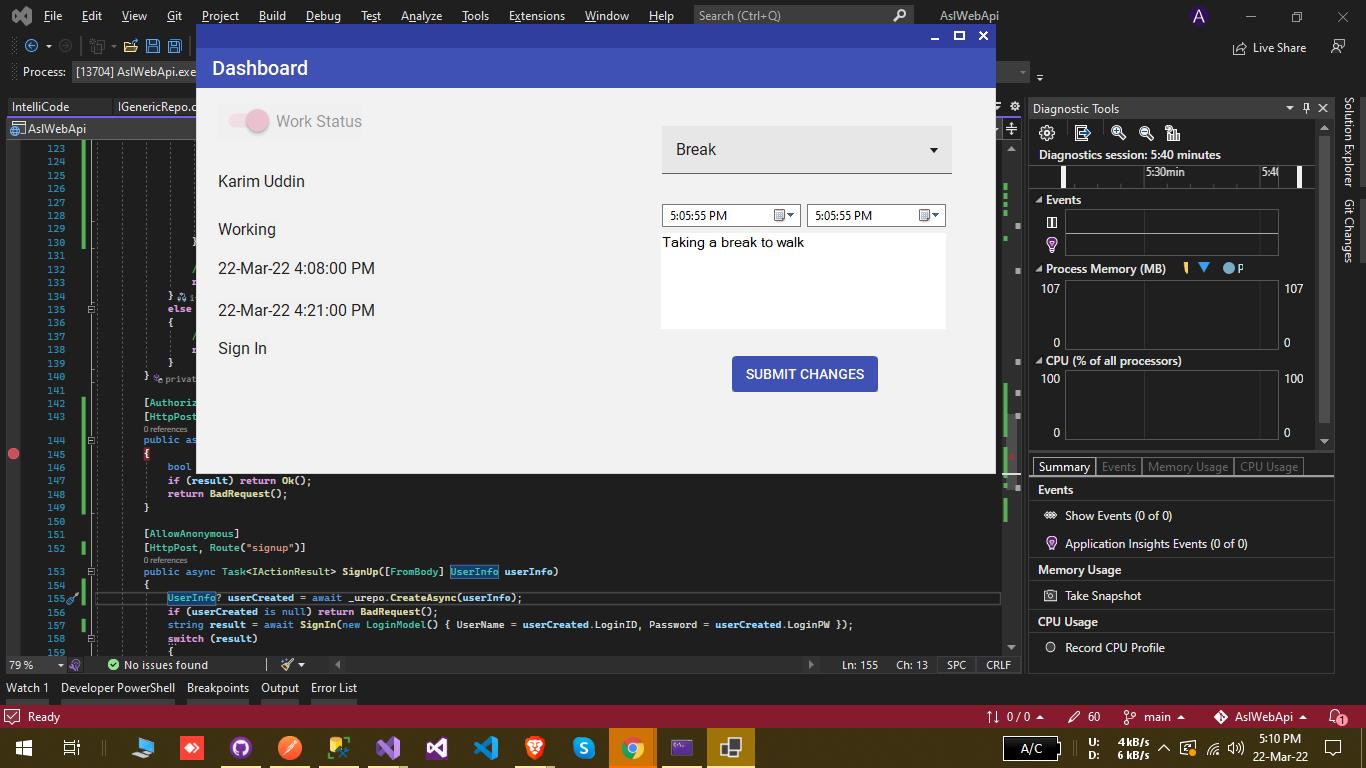 File Edit View Git Project Build Debug Test Analyze Tools Extensions Window Help Search (Ctrl+Q) AslWebApi A
Live Share
Process: [13704] AslWebApi.exe
IntelliCode IGenericRepo.c
AslWebApi
Dashboard
Work Status
Karim Uddin
Working
22-Mar-22 4:08:00 PM
22-Mar-22 4:21:00 PM
Sign In
Break
5:05:55 PM 5:05:55 PM
Taking a break to walk
SUBMIT CHANGES
123
124
125
126
127
128
129
130 }
131
132 /
133 r
134 }
135 else
136 {
137 /
138 r
139 }
140 } privat
141
142 [Authoriz
143 [HttpPost
0 references
144 public as
145 {
146 bool
147 if (result) return Ok();
148 return BadRequest();
149 }
150
151 [AllowAnonymous]
152 [HttpPost, Route("signup")]
0 references
153 public async Task<IActionResult> SignUp([FromBody] UserInfo userInfo)
154 {
155 UserInfo? userCreated = await _urepo.CreateAsync(userInfo);
156 if (userCreated is null) return BadRequest();
157 string result = await SignIn(new LoginModel() { UserName = userCreated.LoginID, Password = userCreated.LoginPW });
158 switch (result)
159 {
79 % No issues found Ln: 155 Ch: 13 SPC CRLF
Diagnostic Tools
Diagnostics session: 5:40 minutes
5:30min 5:40
Events
Process Memory (MB) P
107 107
0 0
CPU (% of all processors)
100 100
0 0
Summary Events Memory Usage CPU Usage
Events
Show Events (0 of 0)
Application Insights Events (0 of 0)
Memory Usage
Take Snapshot
CPU Usage
Record CPU Profile
Solution Explorer
Git Changes
Watch 1 Developer PowerShell Breakpoints Output Error List
Ready 0 / 0 60 main AslWebApi 1
A/C U: 4 kB/s D: 6 kB/s 5:10 PM
22-Mar-22